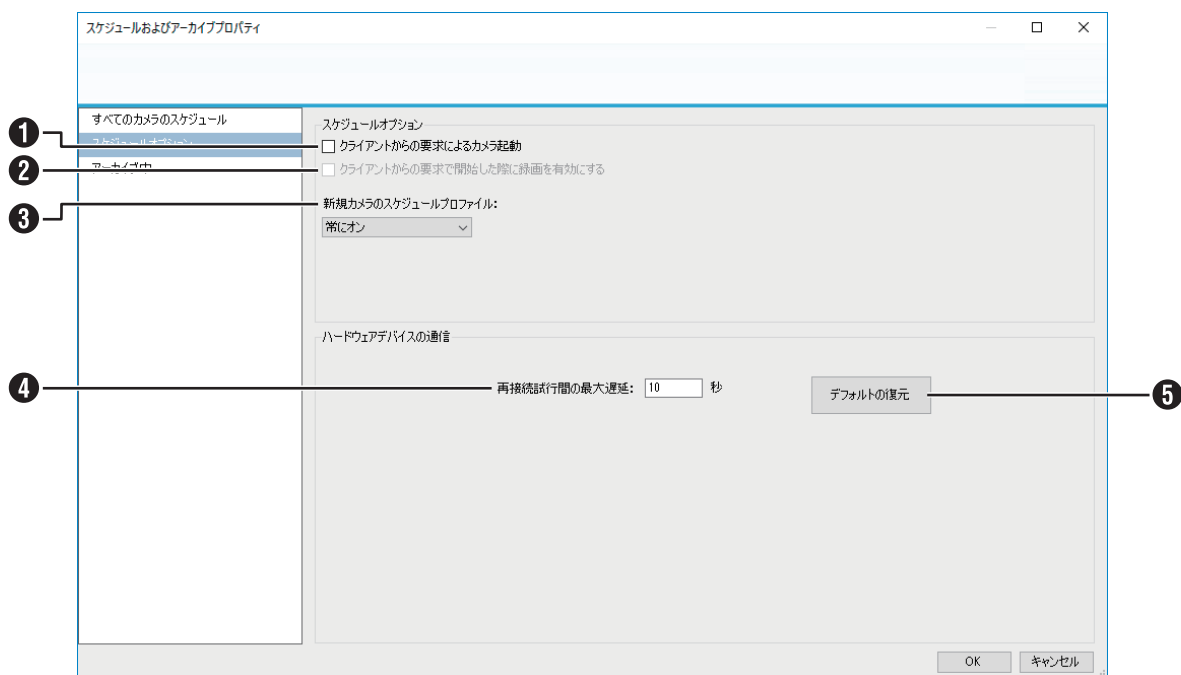 スケジュールおよびアーカイブプロパティ
すべてのカメラのスケジュール
スケジュールオプション
アーカイブ中
スケジュールオプション
❶
クライアントからの要求によるカメラ起動
❷
クライアントからの要求で開始した際に録画を有効にする
❸
新規カメラのスケジュールプロファイル:
常にオン
ハードウェアデバイスの通信
❹
再接続試行間の最大遅延: 10 秒
デフォルトの復元
❺
OK キャンセル